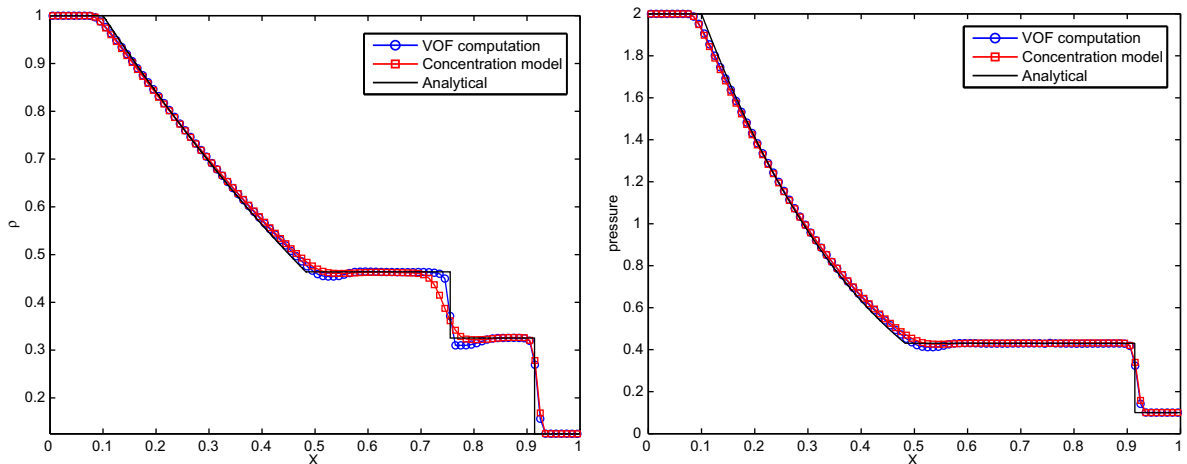 1
0.9
0.8
0.7
0.6
0.5
0.4
0.3
0.2
ρ
0 0.1 0.2 0.3 0.4 0.5 0.6 0.7 0.8 0.9 1
X
VOF computation
Concentration model
Analytical
2
1.8
1.6
1.4
1.2
1
0.8
0.6
0.4
0.2
0
pressure
0 0.1 0.2 0.3 0.4 0.5 0.6 0.7 0.8 0.9 1
X
VOF computation
Concentration model
Analytical